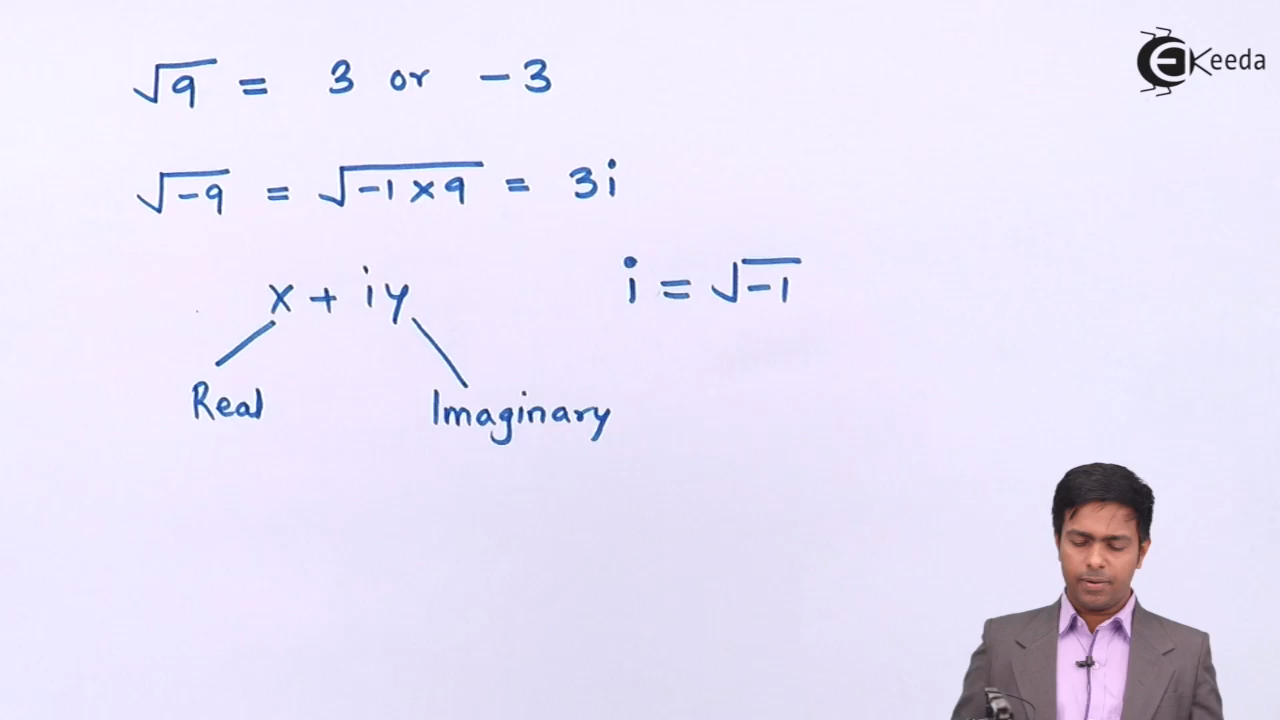 √9 = 3 or -3
√-9 = √-1×9 = 3i
x + iy
i = √-1
Real
Imaginary
EKeeda